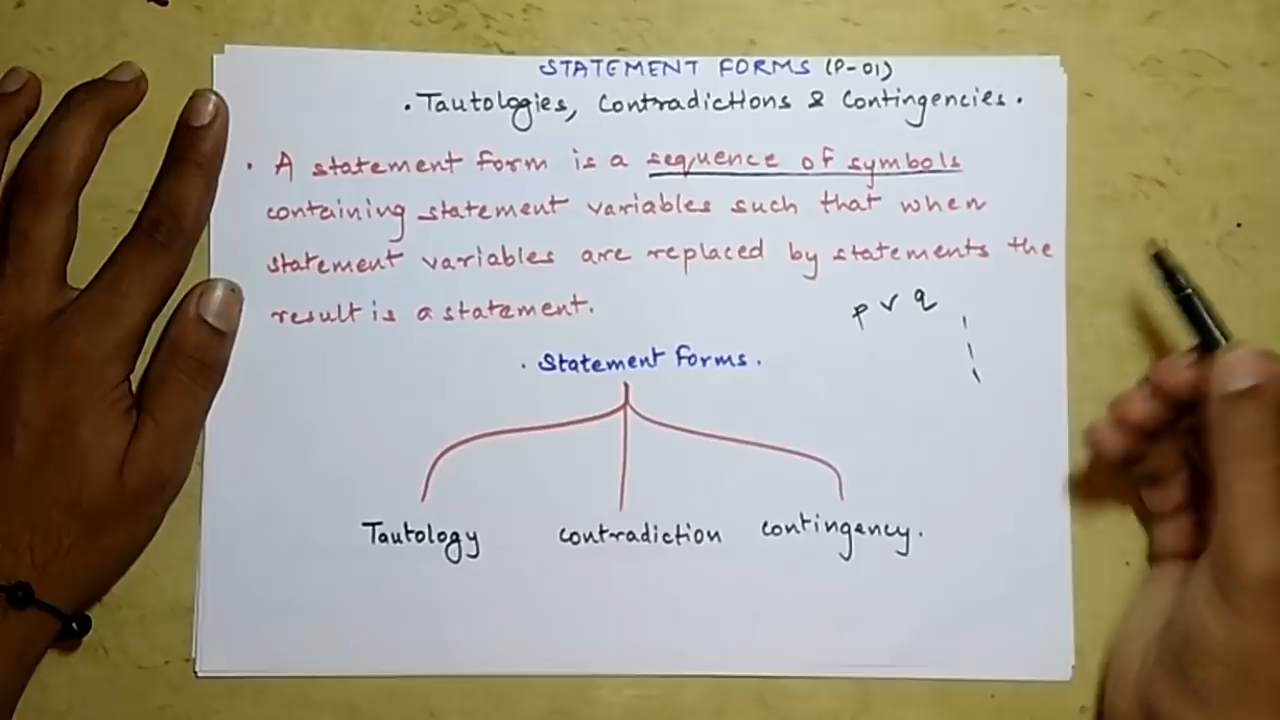 STATEMENT FORMS (P-01)
. Tautologies, Contradictions & Contingencies .
. A statement form is a sequence of symbols
containing statement variables such that when
statement variables are replaced by statements the
result is a statement.
p v q
. Statement forms .
Tautology contradiction contingency.